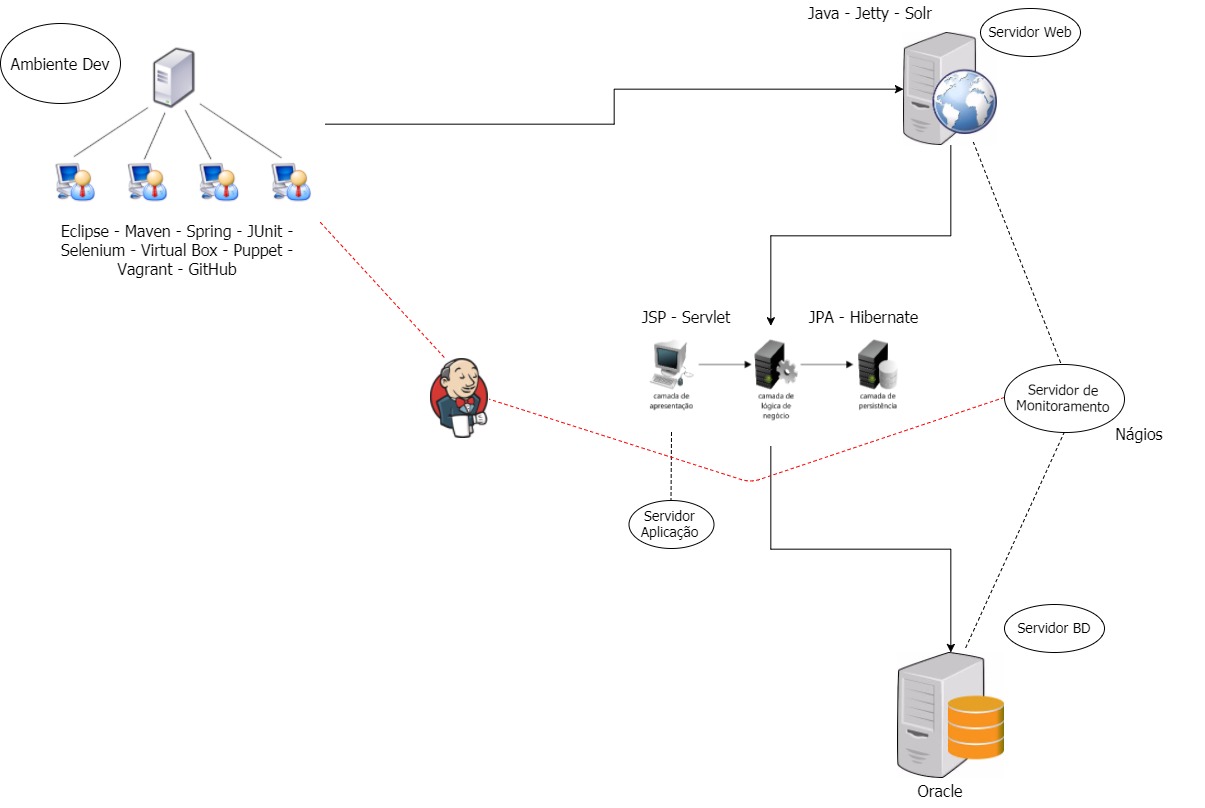 Java - Jetty - Solr
Servidor Web
Ambiente Dev
Eclipse - Maven - Spring - JUnit -
Selenium - Virtual Box - Puppet -
Vagrant - GitHub
JSP - Servlet
JPA - Hibernate
camada de
apresentação
camada de
lógica de
negócio
camada de
persistência
Servidor de
Monitoramento
Nágios
Servidor
Aplicação
Servidor BD
Oracle